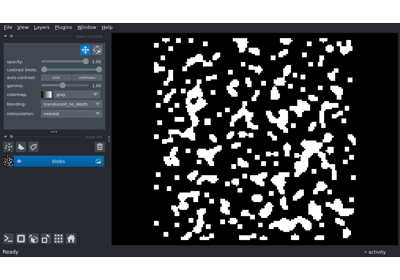 File View Layers Plugins Window Help
opacity: 1.00
contrast limits:
auto-contrast: once continuous
gamma: 1.00
colormap: gray
blending: translucent_no_depth
interpolation: nearest
blobs
Ready activity